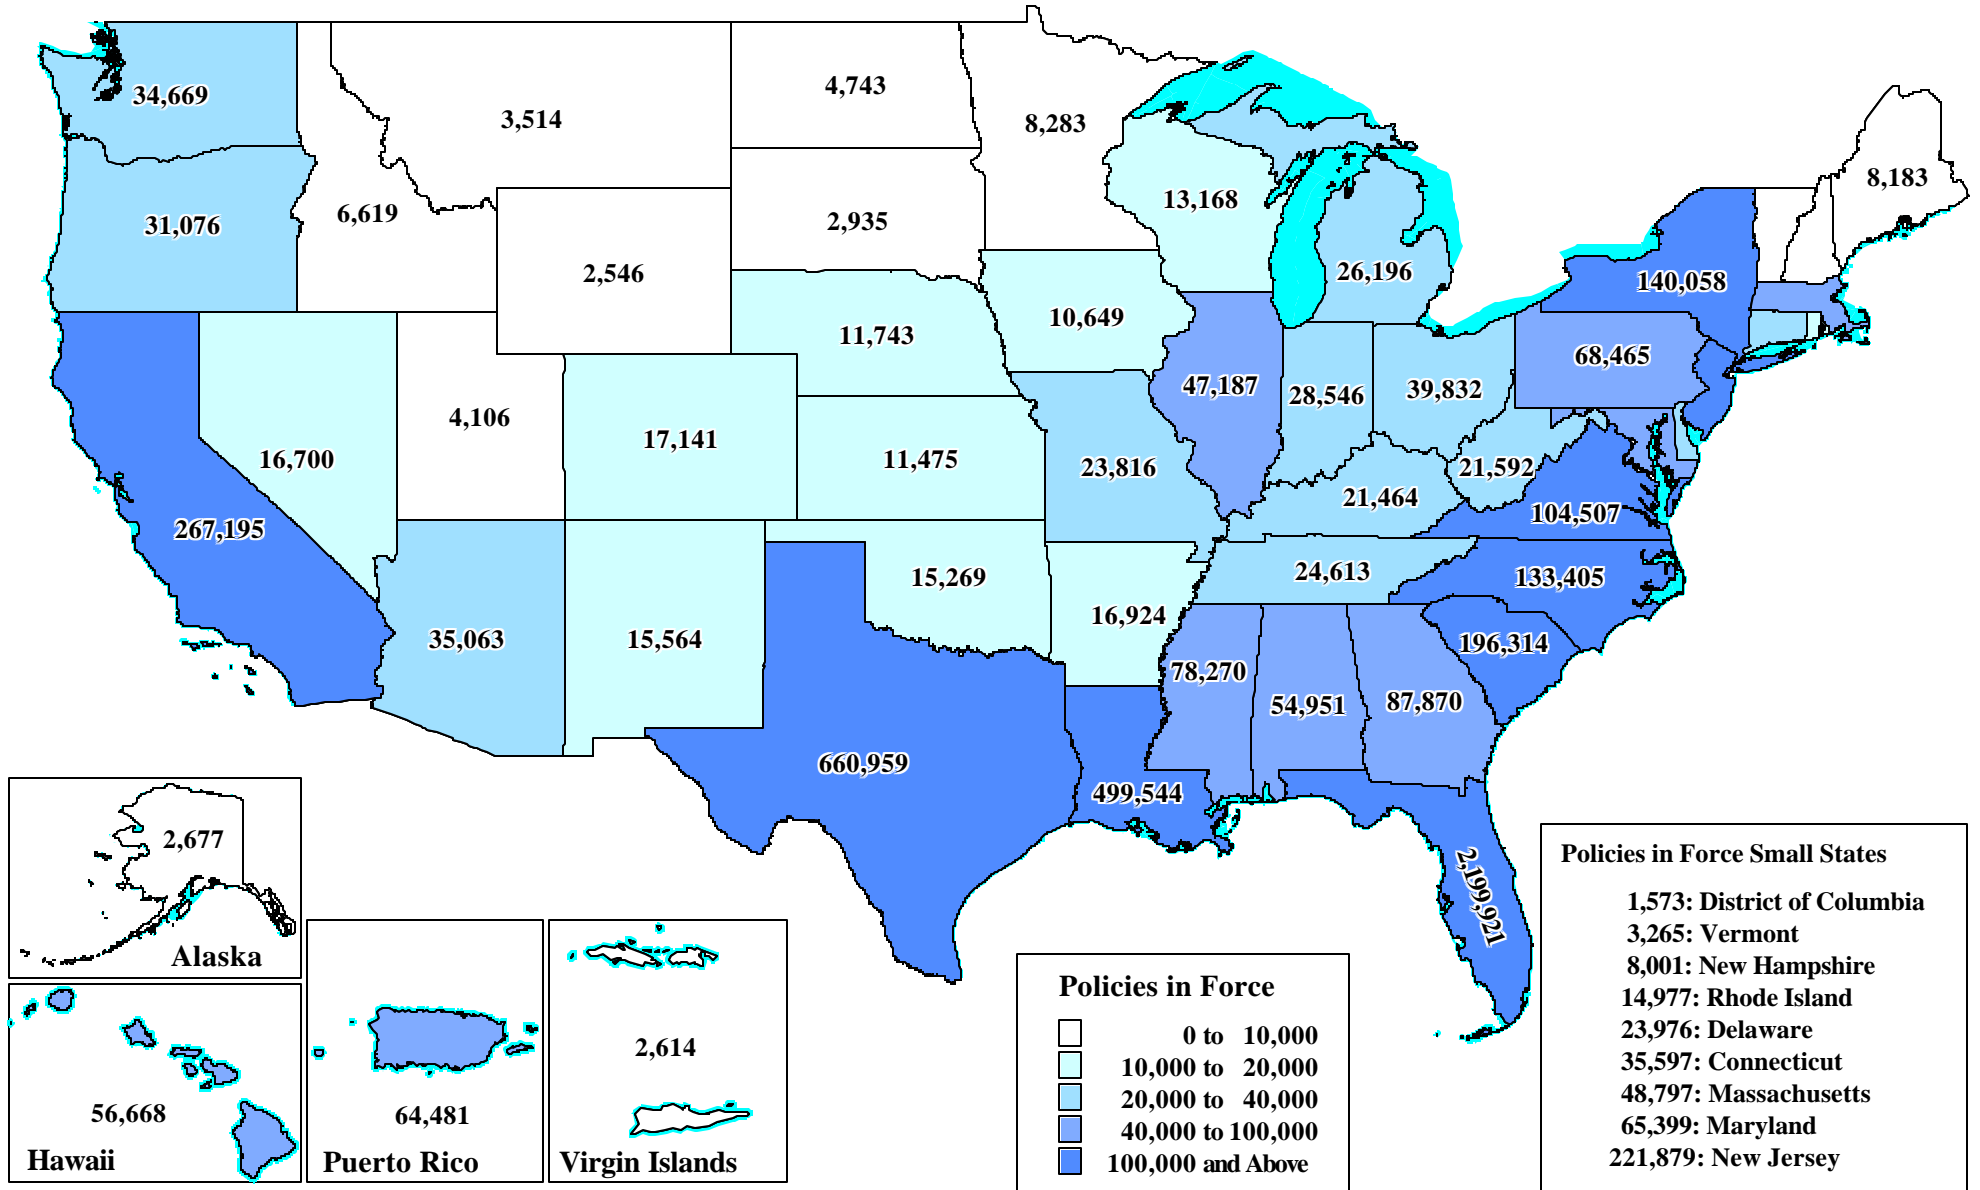 34,669
3,514
4,743
8,283
8,183
31,076
6,619
2,546
2,935
13,168
26,196
140,058
11,743
10,649
68,465
47,187
28,546
39,832
4,106
17,141
16,700
11,475
23,816
21,592
21,464
104,507
267,195
15,269
24,613
133,405
35,063
15,564
16,924
196,314
78,270
54,951
87,870
660,959
499,544
2,199,921
2,677
Alaska
56,668
Hawaii
64,481
Puerto Rico
2,614
Virgin Islands
Policies in Force
0 to 10,000
10,000 to 20,000
20,000 to 40,000
40,000 to 100,000
100,000 and Above
Policies in Force Small States
1,573: District of Columbia
3,265: Vermont
8,001: New Hampshire
14,977: Rhode Island
23,976: Delaware
35,597: Connecticut
48,797: Massachusetts
65,399: Maryland
221,879: New Jersey